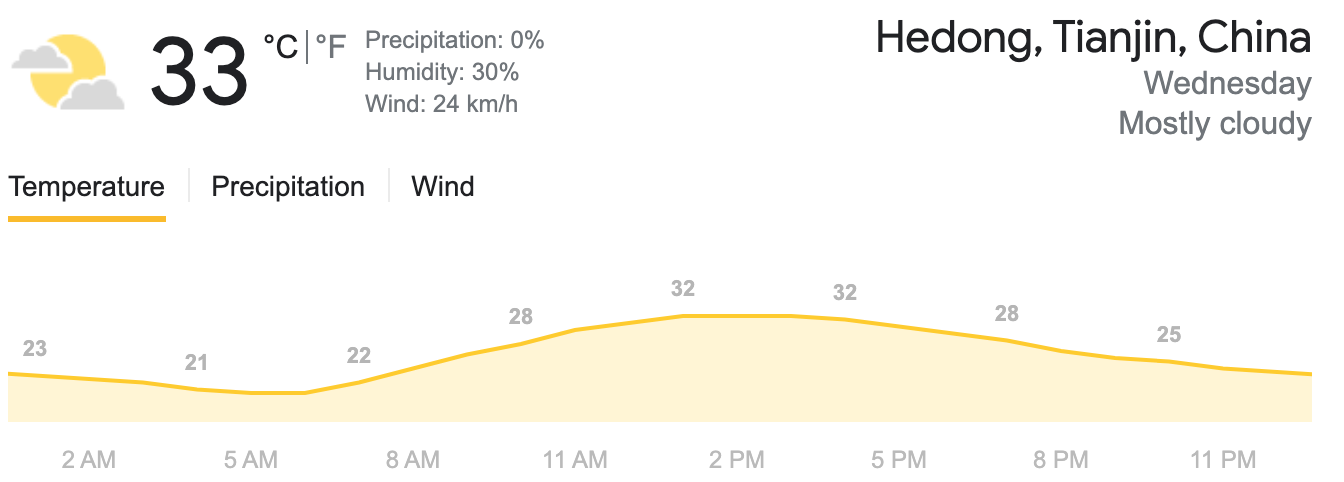 33 °C | °F
Precipitation: 0%
Humidity: 30%
Wind: 24 km/h
Hedong, Tianjin, China
Wednesday
Mostly cloudy
Temperature | Precipitation | Wind
23 21 22 28 32 32 28 25
2 AM 5 AM 8 AM 11 AM 2 PM 5 PM 8 PM 11 PM